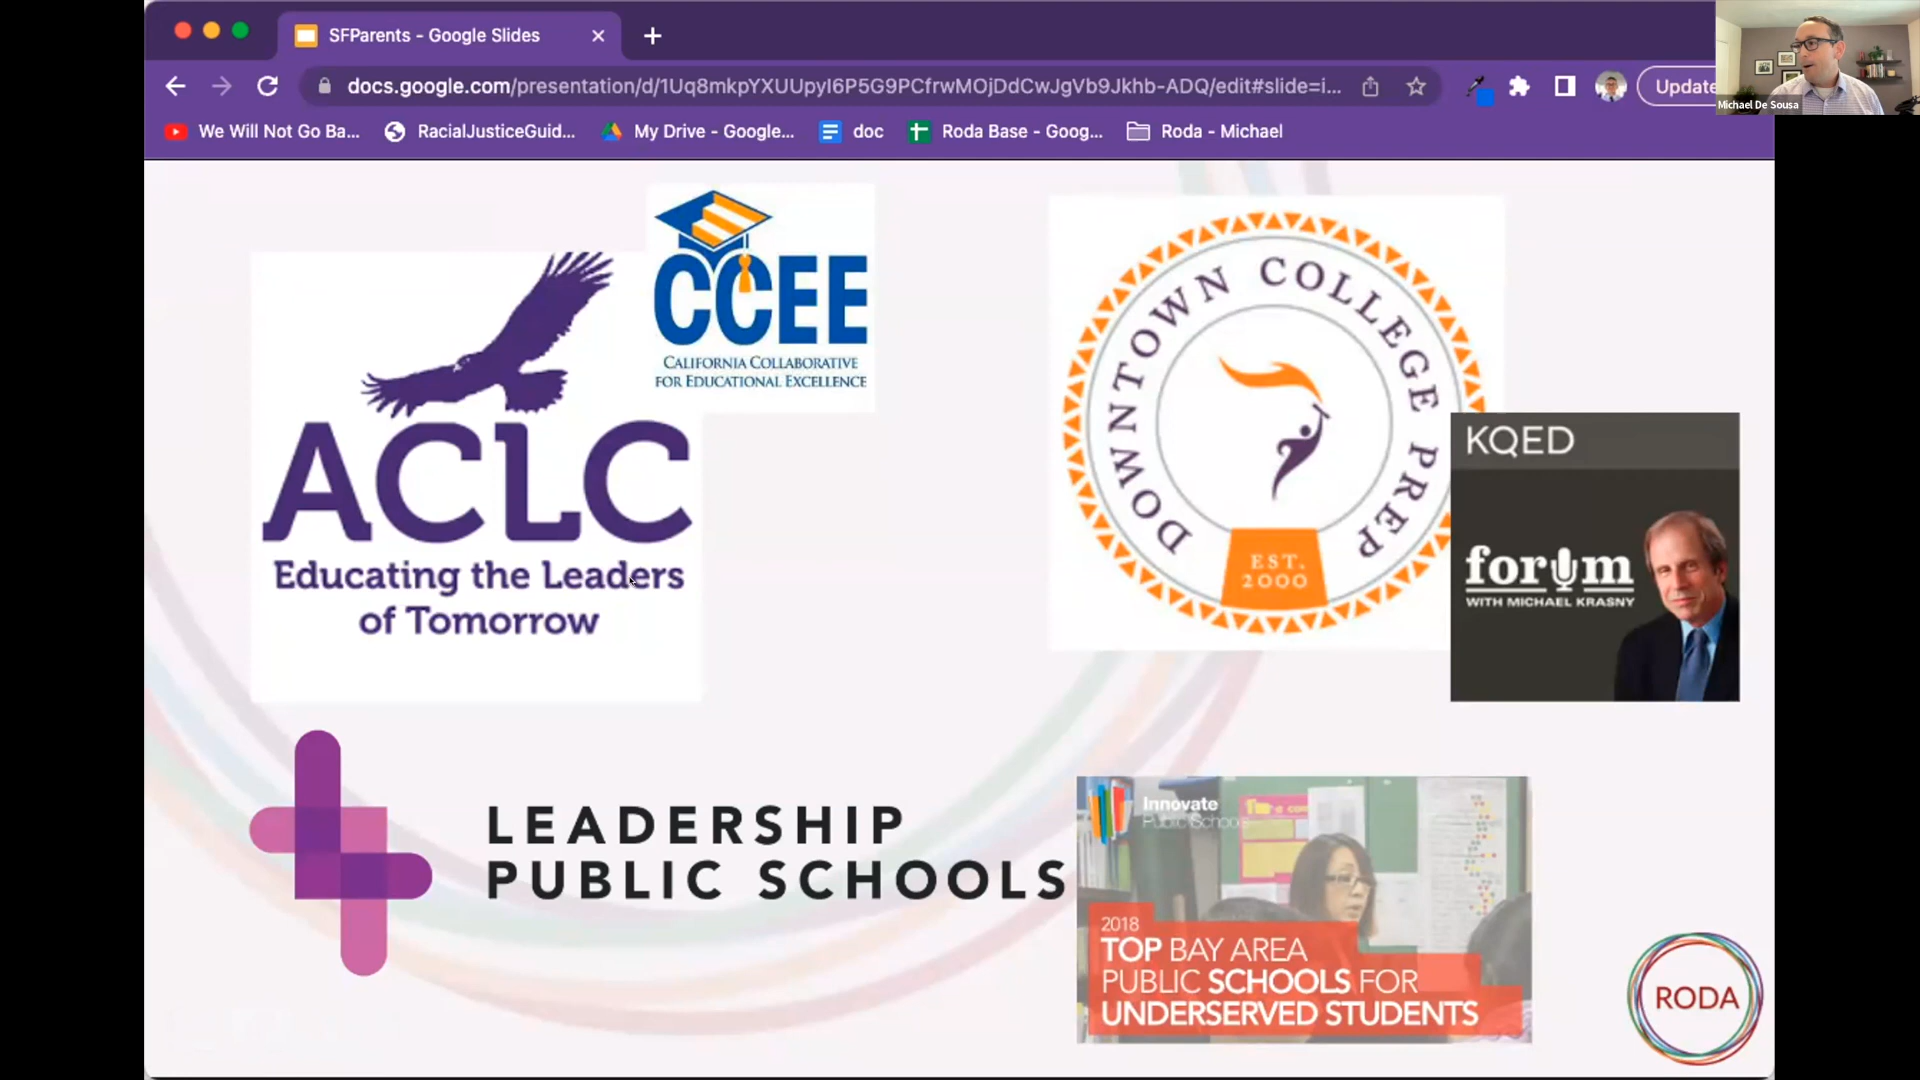 SFParents - Google Slides
docs.google.com/presentation/d/1Uq8mkpYXUUpyI6P5G9PCfrwMOjDdCwJgVb9Jkhb-ADQ/edit#slide=i...
Update
Michael De Sousa
We Will Not Go Ba...
RacialJusticeGuid...
My Drive - Google...
doc
Roda Base - Goog...
Roda - Michael
CCEE
CALIFORNIA COLLABORATIVE
FOR EDUCATIONAL EXCELLENCE
ACLC
Educating the Leaders
of Tomorrow
DOWNTOWN COLLEGE PREP
EST.
2000
KQED
forum
WITH MICHAEL KRASNY
LEADERSHIP
PUBLIC SCHOOLS
Innovate
Public Schools
2018
TOP BAY AREA
PUBLIC SCHOOLS FOR
UNDERSERVED STUDENTS
RODA